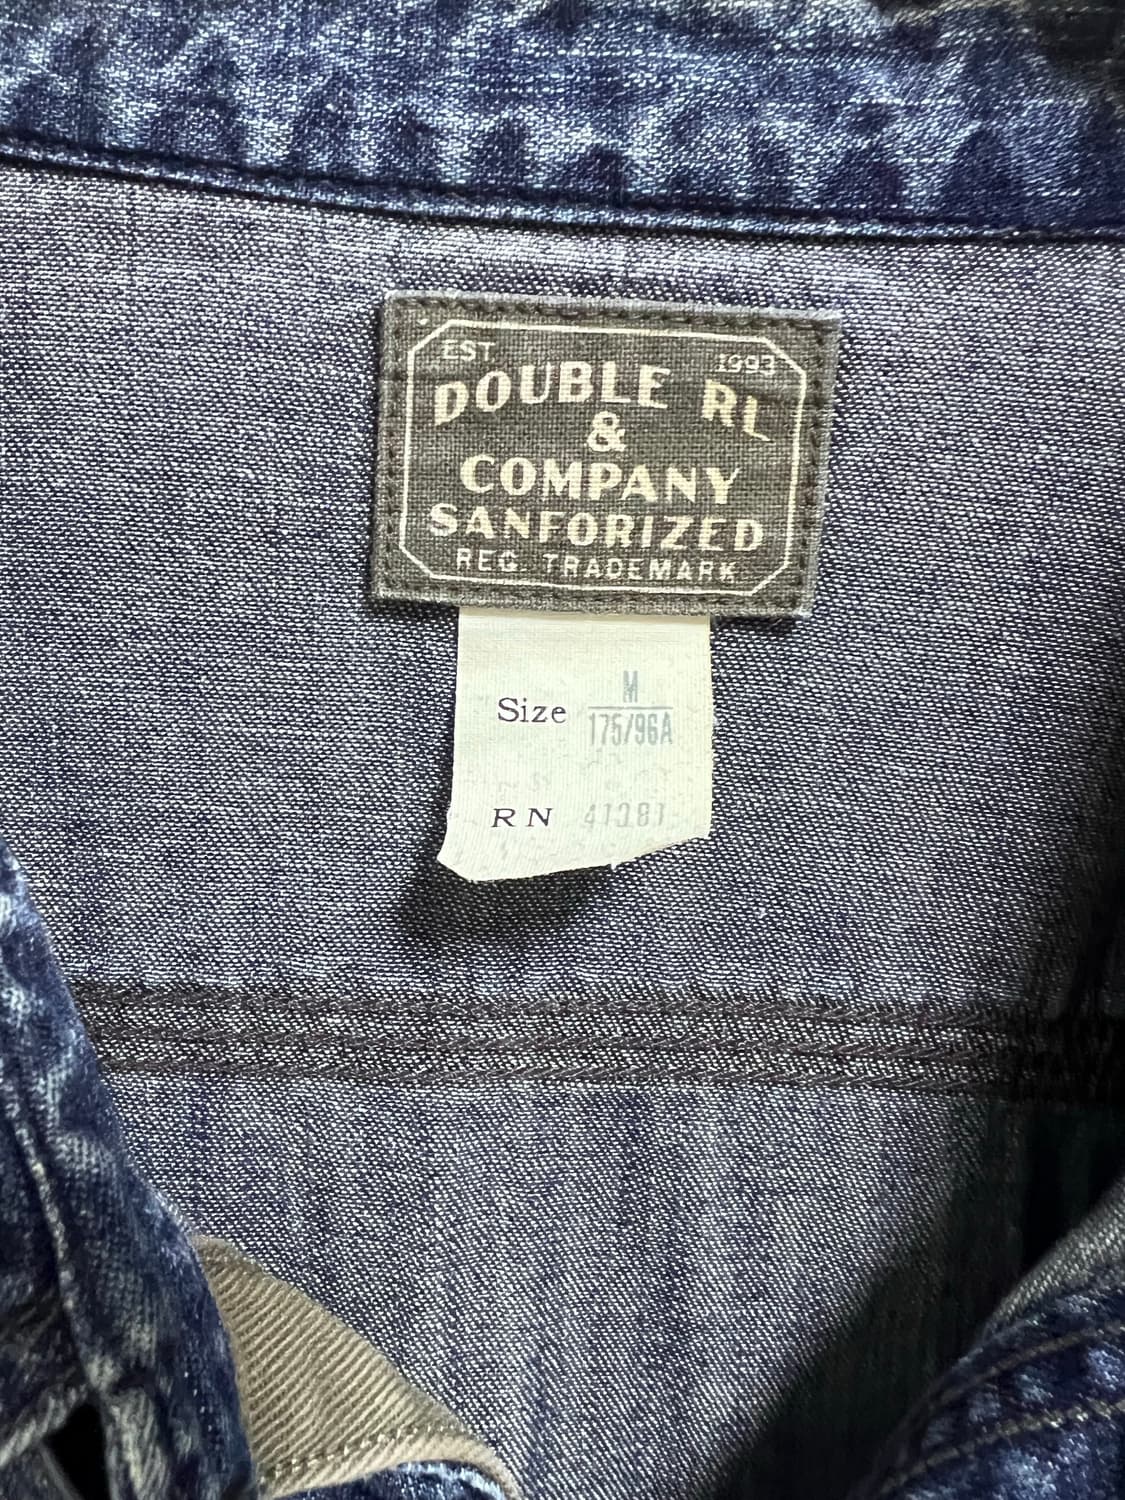 EST. 1993
DOUBLE RL
&
COMPANY
SANFORIZED
REG. TRADEMARK
Size M
175/96A
RN 41381